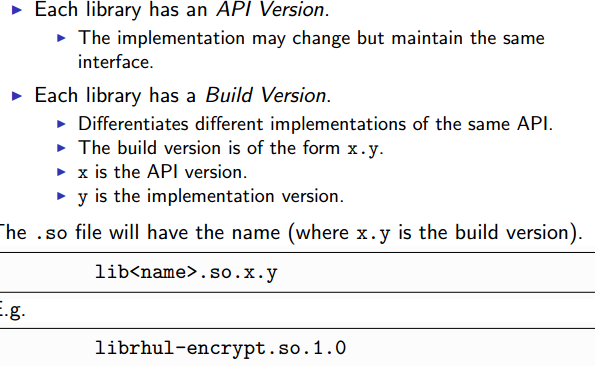 ▶ Each library has an API Version.
▶ The implementation may change but maintain the same
interface.
▶ Each library has a Build Version.
▶ Differentiates different implementations of the same API.
▶ The build version is of the form x.y.
▶ x is the API version.
▶ y is the implementation version.
The .so file will have the name (where x.y is the build version).
lib<name>.so.x.y
E.g.
librhul-encrypt.so.1.0